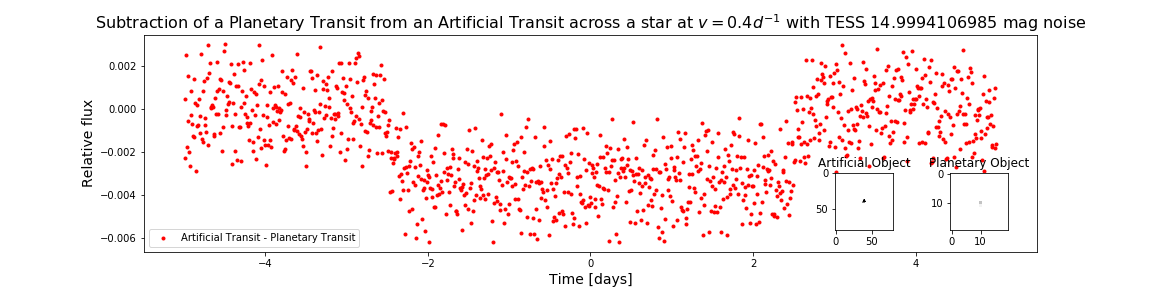 Subtraction of a Planetary Transit from an Artificial Transit across a star at v = 0.4d⁻¹ with TESS 14.9994106985 mag noise
Relative flux
0.002
0.000
−0.002
−0.004
−0.006
Artificial Transit - Planetary Transit
Artificial Object
0
50
0 50
Planetary Object
0
10
0 10
−4 −2 0 2 4
Time [days]